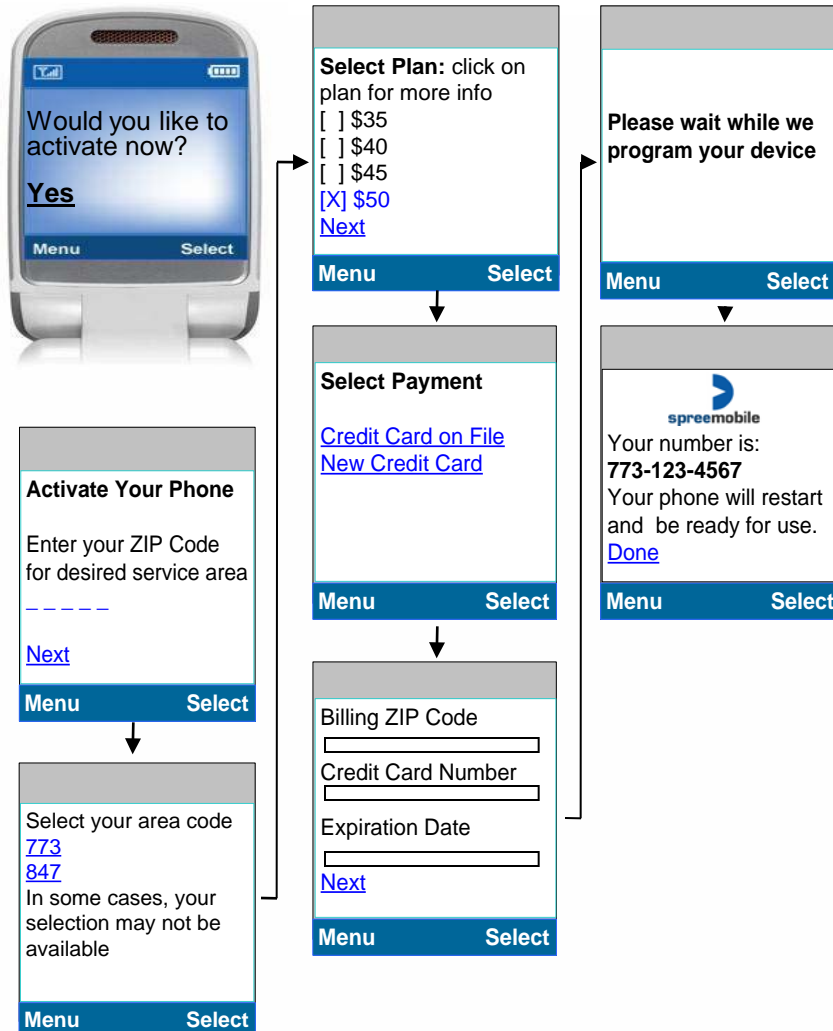 Would you like to
activate now?
Yes
Menu Select
Activate Your Phone
Enter your ZIP Code
for desired service area
_ _ _ _ _
Next
Menu Select
Select your area code
773
847
In some cases, your
selection may not be
available
Menu Select
Select Plan: click on
plan for more info
[ ] $35
[ ] $40
[ ] $45
[X] $50
Next
Menu Select
Select Payment
Credit Card on File
New Credit Card
Menu Select
Billing ZIP Code
Credit Card Number
Expiration Date
Next
Menu Select
Please wait while we
program your device
Menu Select
spreemobile
Your number is:
773-123-4567
Your phone will restart
and be ready for use.
Done
Menu Select